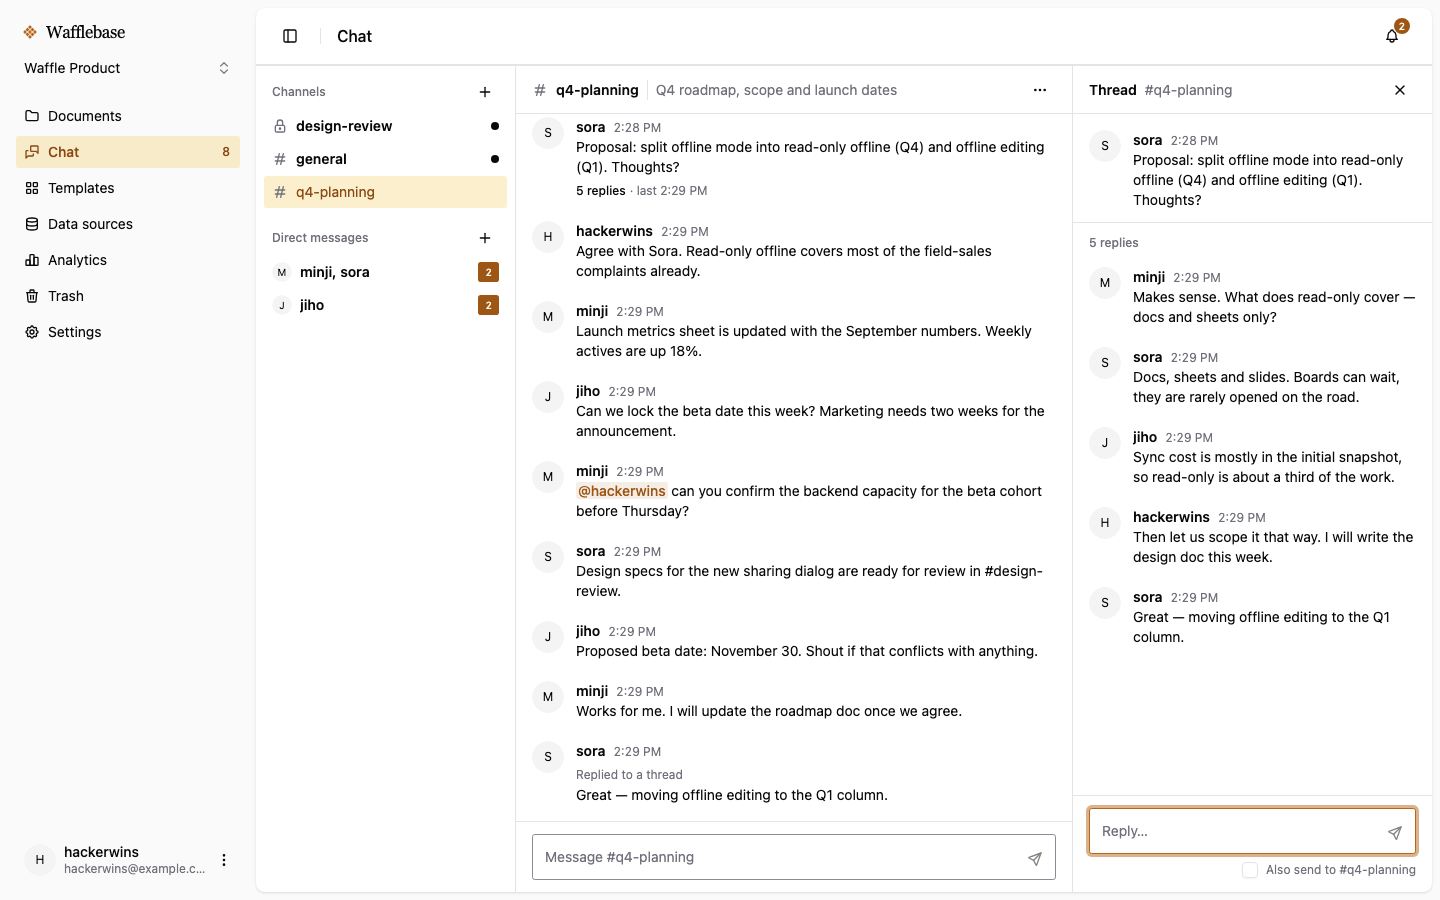 Wafflebase
Waffle Product
Documents
Chat 8
Templates
Data sources
Analytics
Trash
Settings
H
hackerwins
hackerwins@example.c...
Chat
2
Channels
design-review
# general
# q4-planning
Direct messages
M minji, sora 2
J jiho 2
# q4-planning Q4 roadmap, scope and launch dates
S sora 2:28 PM
Proposal: split offline mode into read-only offline (Q4) and offline editing
(Q1). Thoughts?
5 replies · last 2:29 PM
H hackerwins 2:29 PM
Agree with Sora. Read-only offline covers most of the field-sales
complaints already.
M minji 2:29 PM
Launch metrics sheet is updated with the September numbers. Weekly
actives are up 18%.
J jiho 2:29 PM
Can we lock the beta date this week? Marketing needs two weeks for the
announcement.
M minji 2:29 PM
@hackerwins can you confirm the backend capacity for the beta cohort
before Thursday?
S sora 2:29 PM
Design specs for the new sharing dialog are ready for review in #design-
review.
J jiho 2:29 PM
Proposed beta date: November 30. Shout if that conflicts with anything.
M minji 2:29 PM
Works for me. I will update the roadmap doc once we agree.
S sora 2:29 PM
Replied to a thread
Great — moving offline editing to the Q1 column.
Message #q4-planning
Thread #q4-planning
S sora 2:28 PM
Proposal: split offline mode into read-only
offline (Q4) and offline editing (Q1).
Thoughts?
5 replies
M minji 2:29 PM
Makes sense. What does read-only cover —
docs and sheets only?
S sora 2:29 PM
Docs, sheets and slides. Boards can wait,
they are rarely opened on the road.
J jiho 2:29 PM
Sync cost is mostly in the initial snapshot,
so read-only is about a third of the work.
H hackerwins 2:29 PM
Then let us scope it that way. I will write the
design doc this week.
S sora 2:29 PM
Great — moving offline editing to the Q1
column.
Reply...
Also send to #q4-planning